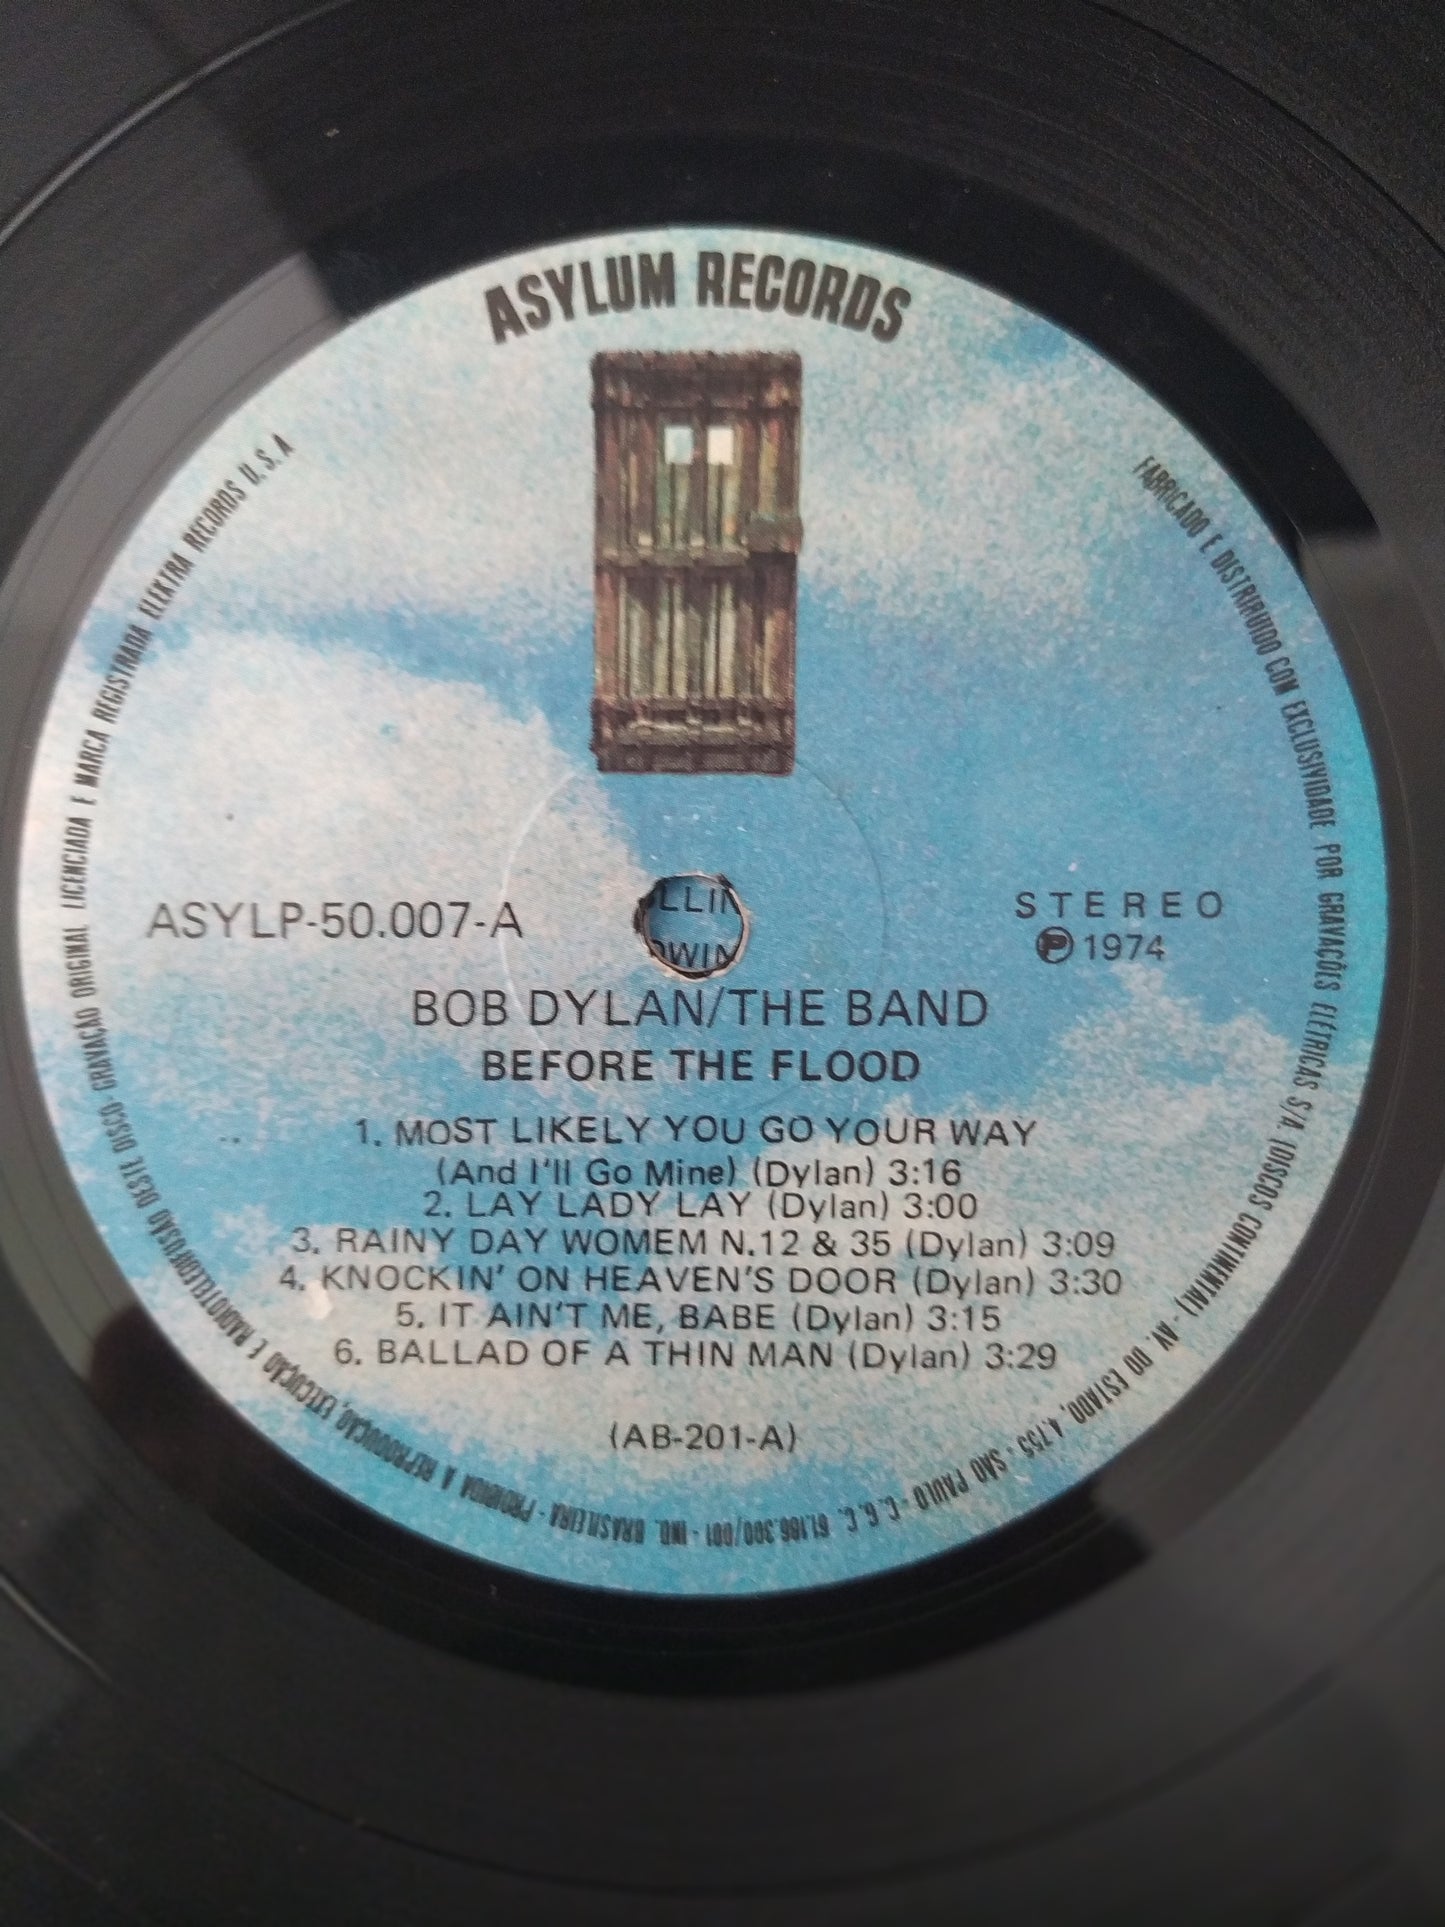 ASYLUM RECORDS
GRAVAÇÃO ORIGINAL LICENCIADA E MARCA REGISTRADA ELEKTRA RECORDS U.S.A
FABRICADO E DISTRIBUIDO COM EXCLUSIVIDADE POR GRAVAÇÕES ELÉTRICAS S/A. (DISCOS CONTINENTAL) - AV. DO ESTADO, 4.755 - SÃO PAULO - C. G. C. 61.186.300/001 - IND. BRASILEIRA - PROIBIDA A REPRODUÇÃO, EXECUÇÃO E RADIOTELEDIFUSÃO DESTE DISCO-
ASYLP-50.007-A
STEREO
Ⓟ 1974
BOB DYLAN/THE BAND
BEFORE THE FLOOD
1. MOST LIKELY YOU GO YOUR WAY
(And I'll Go Mine) (Dylan) 3:16
2. LAY LADY LAY (Dylan) 3:00
3. RAINY DAY WOMEM N.12 & 35 (Dylan) 3:09
4. KNOCKIN' ON HEAVEN'S DOOR (Dylan) 3:30
5. IT AIN'T ME, BABE (Dylan) 3:15
6. BALLAD OF A THIN MAN (Dylan) 3:29
(AB-201-A)